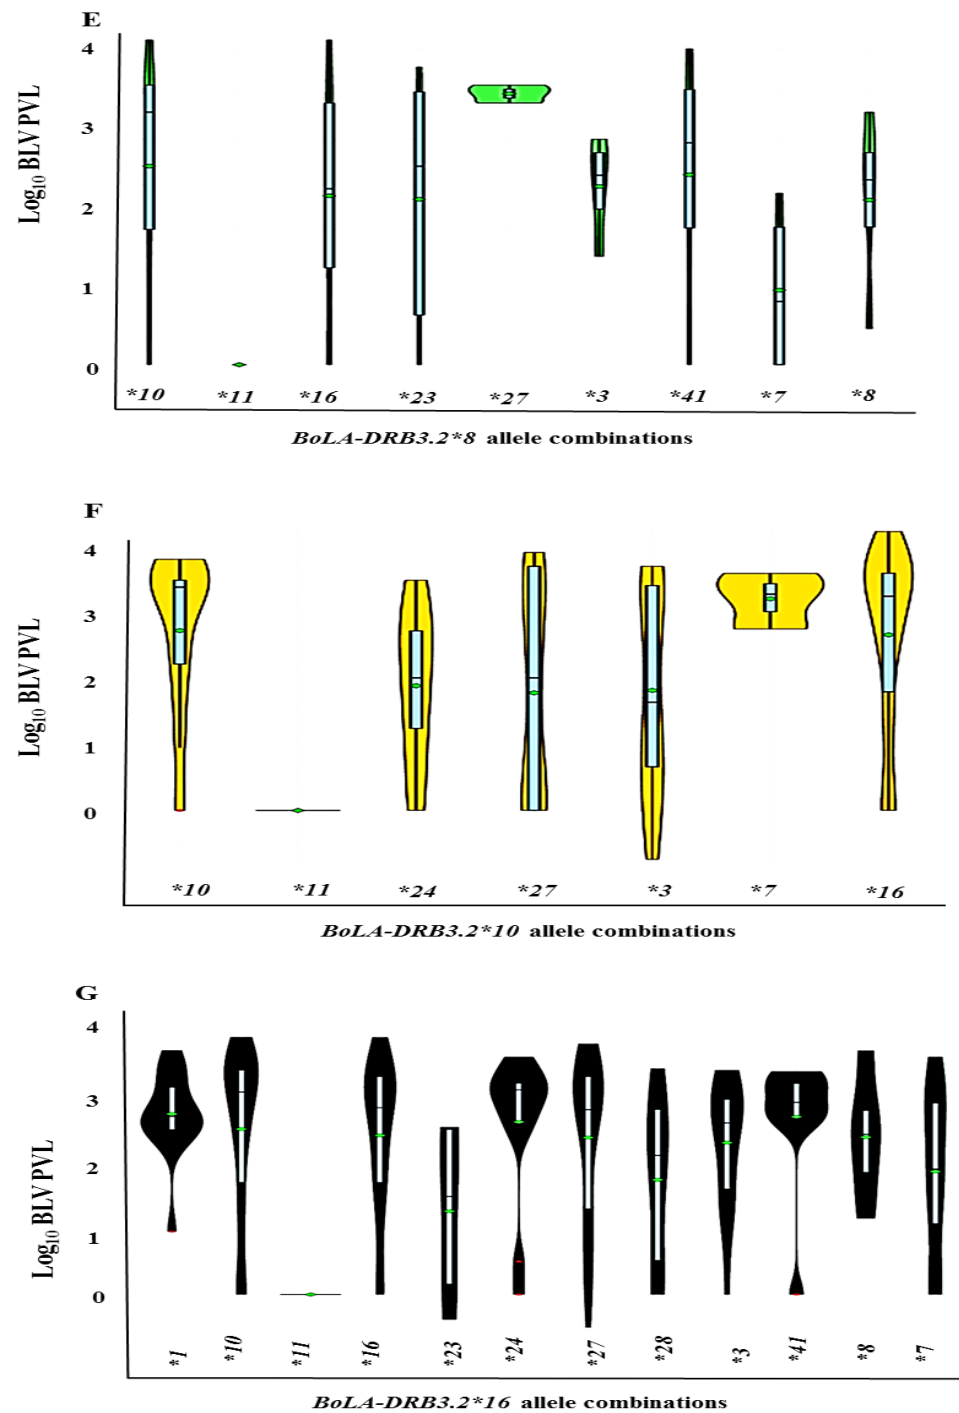 E
Log10 BLV PVL
4
3
2
1
0
*10 *11 *16 *23 *27 *3 *41 *7 *8
BoLA-DRB3.2*8 allele combinations
F
Log10 BLV PVL
4
3
2
1
0
*10 *11 *24 *27 *3 *7 *16
BoLA-DRB3.2*10 allele combinations
G
Log10 BLV PVL
4
3
2
1
0
*1 *10 *11 *16 *23 *24 *27 *28 *3 *41 *8 *7
BoLA-DRB3.2*16 allele combinations